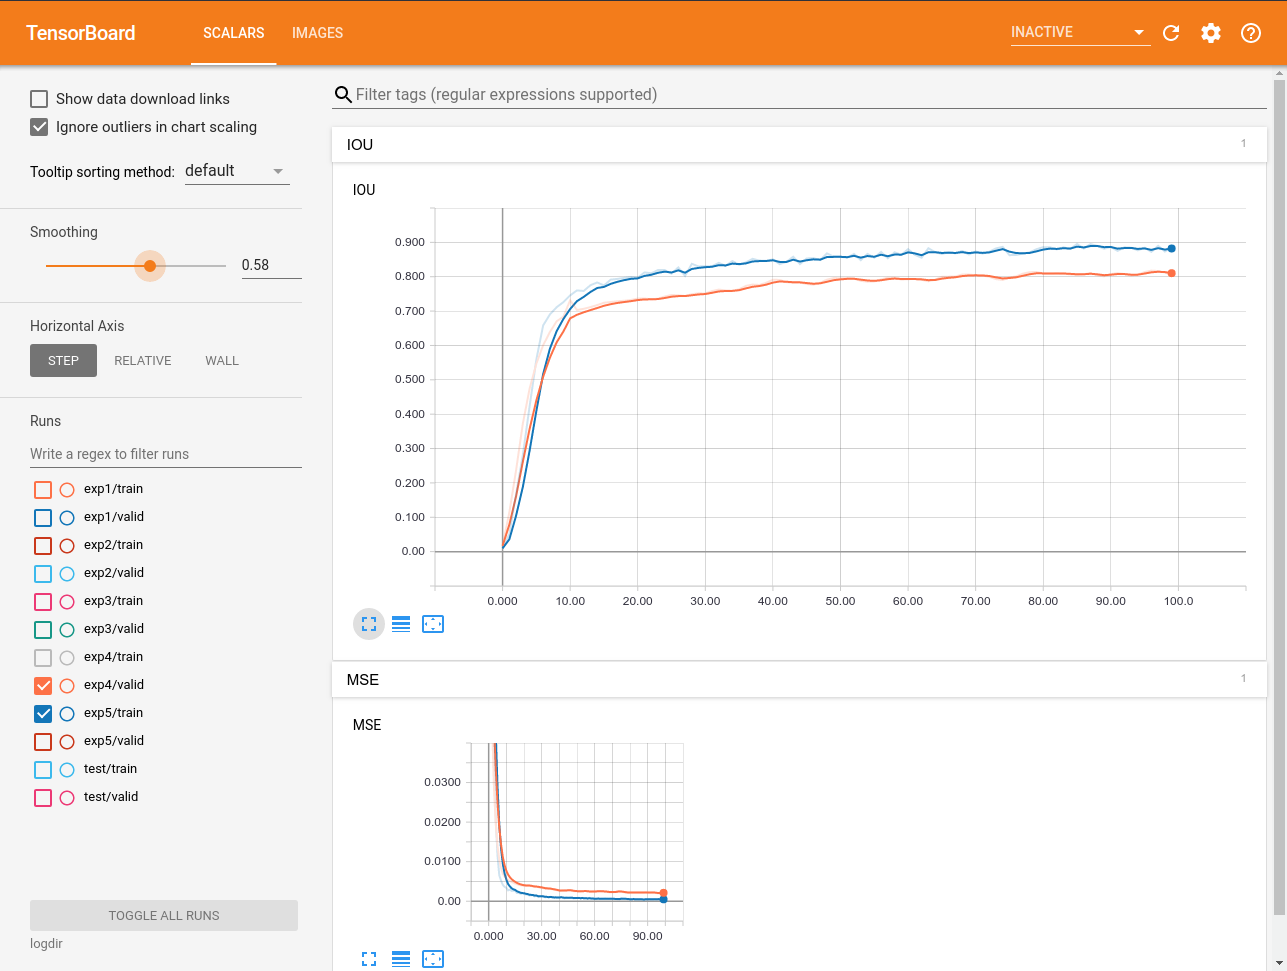 TensorBoard
SCALARS
IMAGES
INACTIVE
Show data download links
Ignore outliers in chart scaling
Tooltip sorting method: default
Smoothing
0.58
Horizontal Axis
STEP
RELATIVE
WALL
Runs
Write a regex to filter runs
exp1/train
exp1/valid
exp2/train
exp2/valid
exp3/train
exp3/valid
exp4/train
exp4/valid
exp5/train
exp5/valid
test/train
test/valid
TOGGLE ALL RUNS
logdir
Filter tags (regular expressions supported)
IOU 1
IOU
0.900
0.800
0.700
0.600
0.500
0.400
0.300
0.200
0.100
0.00
0.000 10.00 20.00 30.00 40.00 50.00 60.00 70.00 80.00 90.00 100.0
MSE 1
MSE
0.0300
0.0200
0.0100
0.00
0.000 30.00 60.00 90.00